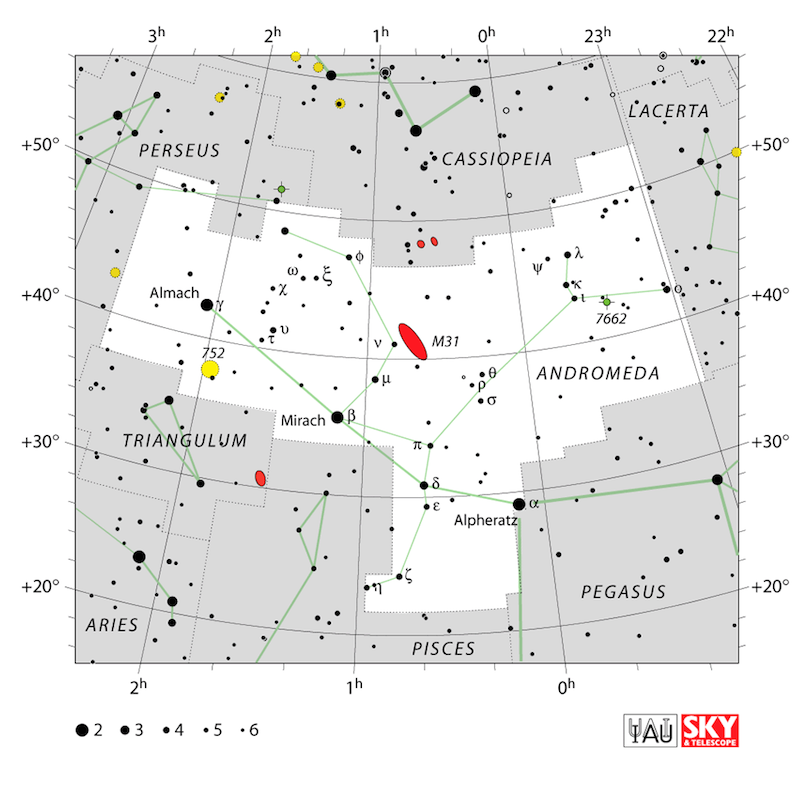 3h 2h 1h 0h 23h 22h
LACERTA
+50° +50°
PERSEUS CASSIOPEIA
λ
ψ
φ
ω ξ
κ
χ ι ο
+40° Almach γ +40°
7662
υ
τ ν M31
752
θ
μ ρ ANDROMEDA
σ
Mirach β
+30° TRIANGULUM π +30°
δ
ε α
Alpheratz
ζ
+20° η PEGASUS +20°
ARIES
PISCES
2h 1h 0h
2 3 4 5 6
IAU SKY
& TELESCOPE